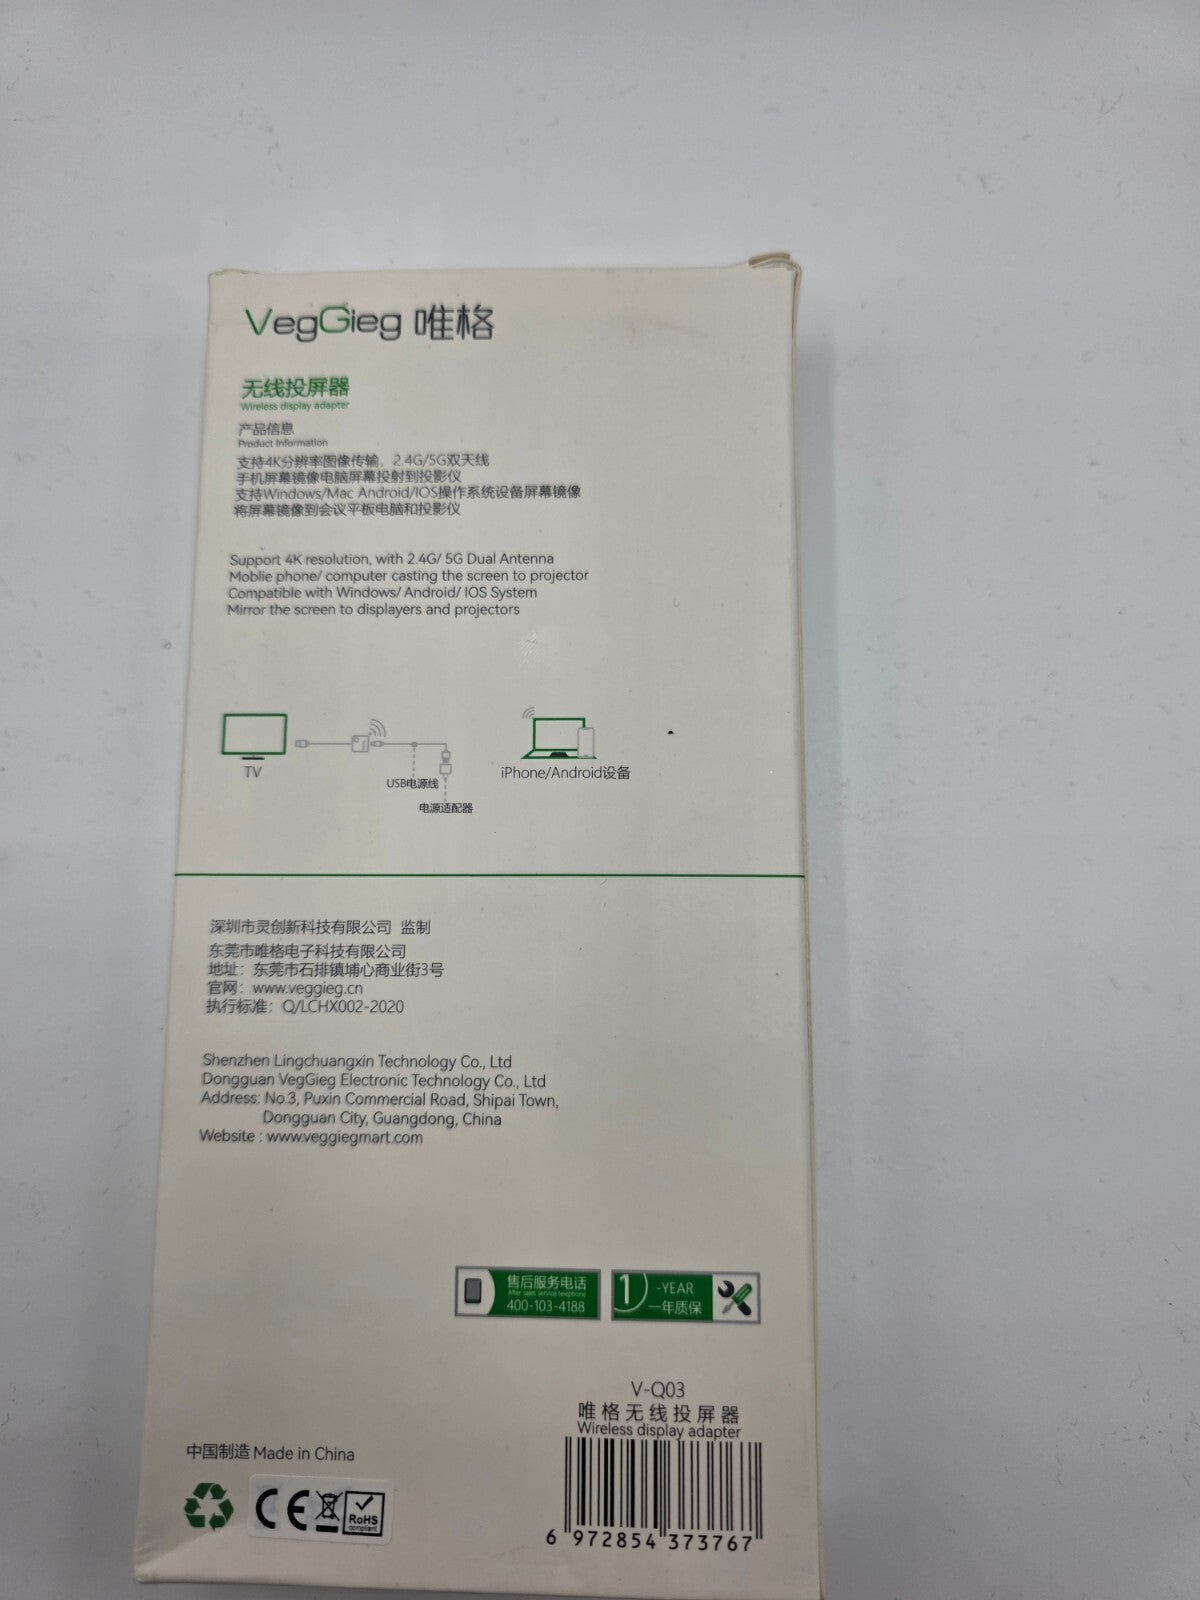 VegGieg 唯格
无线投屏器
Wireless display adapter
产品信息
Product Information
支持4K分辨率图像传输，2.4G/5G双天线
手机屏幕镜像电脑屏幕投射到投影仪
支持Windows/Mac Android/IOS操作系统设备屏幕镜像
将屏幕镜像到会议平板电脑和投影仪
Support 4K resolution, with 2.4G/ 5G Dual Antenna
Moblie phone/ computer casting the screen to projector
Compatible with Windows/ Android/ IOS System
Mirror the screen to displayers and projectors
TV
USB电源线
电源适配器
iPhone/Android设备
深圳市灵创新科技有限公司 监制
东莞市唯格电子科技有限公司
地址：东莞市石排镇埔心商业街3号
官网：www.veggieg.cn
执行标准：Q/LCHX002-2020
Shenzhen Lingchuangxin Technology Co., Ltd
Dongguan VegGieg Electronic Technology Co., Ltd
Address: No.3, Puxin Commercial Road, Shipai Town,
Dongguan City, Guangdong, China
Website : www.veggiegmart.com
售后服务电话
After sales service telephone
400-103-4188
1 -YEAR
一年质保
V-Q03
唯格无线投屏器
Wireless display adapter
6 972854 373767
中国制造 Made in China
CE
RoHS
compliant